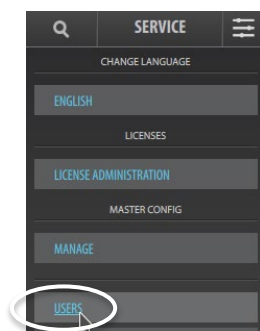 SERVICE
CHANGE LANGUAGE
ENGLISH
LICENSES
LICENSE ADMINISTRATION
MASTER CONFIG
MANAGE
USERS